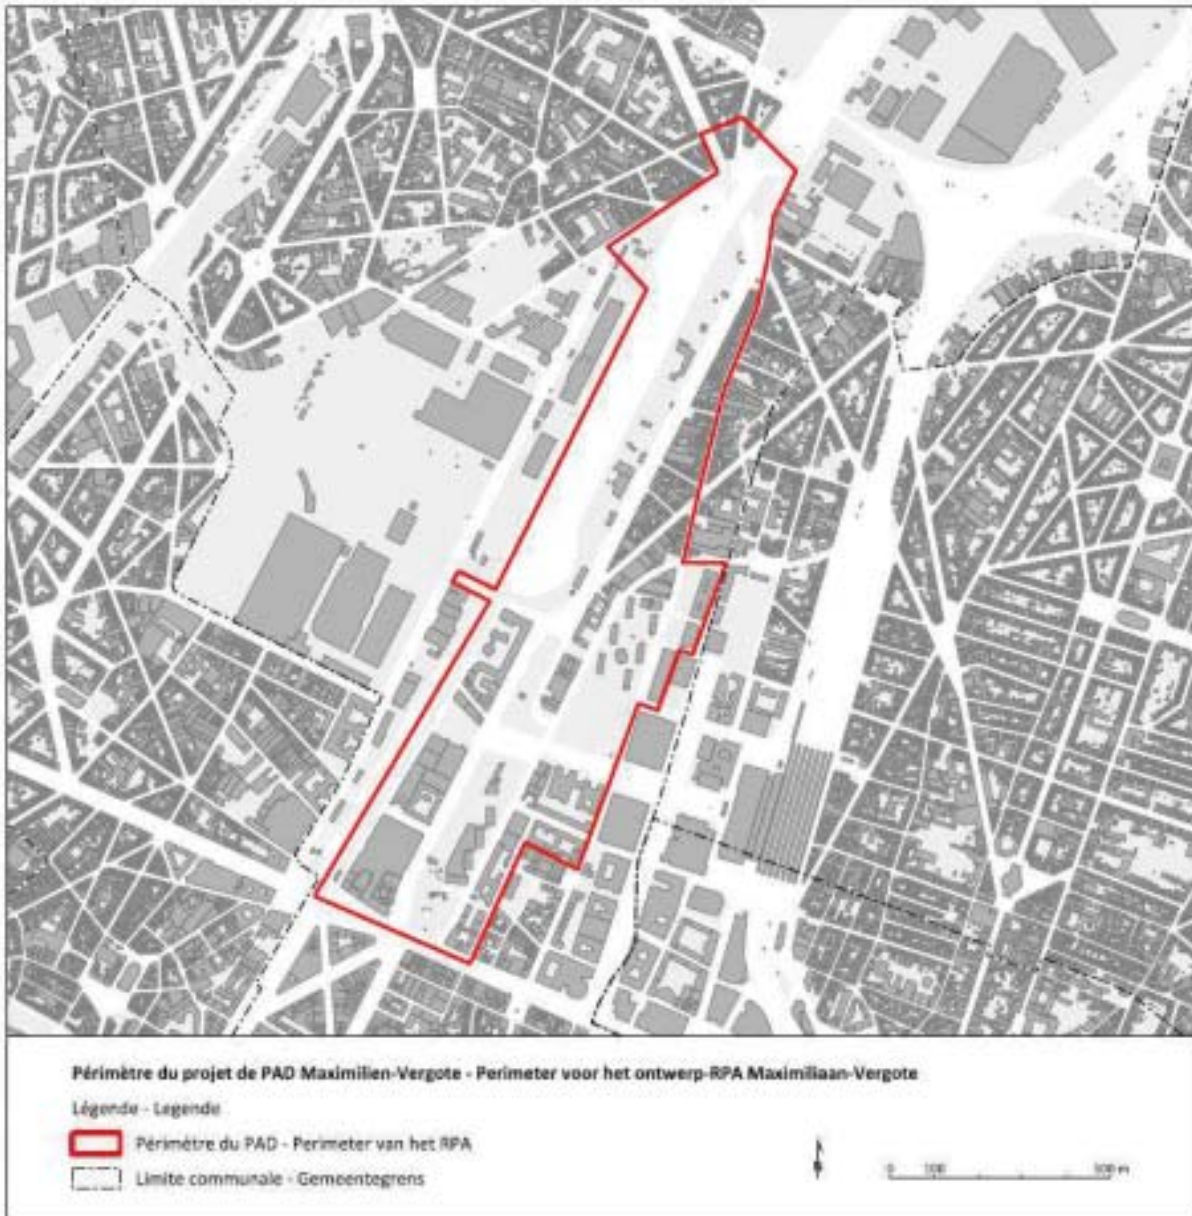 Périmètre du projet de PAD Maximilien-Vergote - Perimeter voor het ontwerp-RPA Maximiliaan-Vergote
Légende - Legende
Périmètre du PAD - Perimeter van het RPA
Limite communale - Gemeentegrens
0 100 500 m